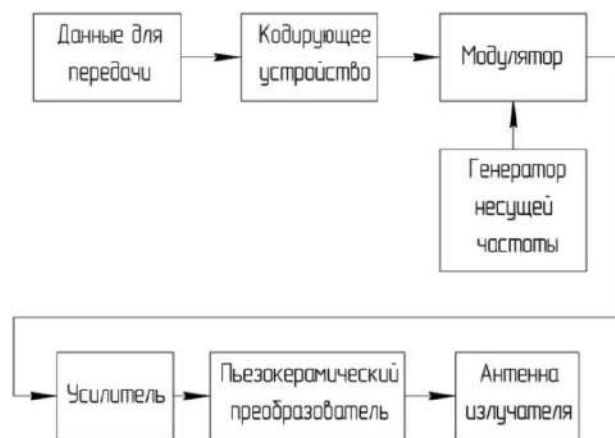 Данные для
передачи
Кодирующее
устройство
Модулятор
Генератор
несущей
частоты
Усилитель
Пьезокерамический
преобразователь
Антенна
излучателя